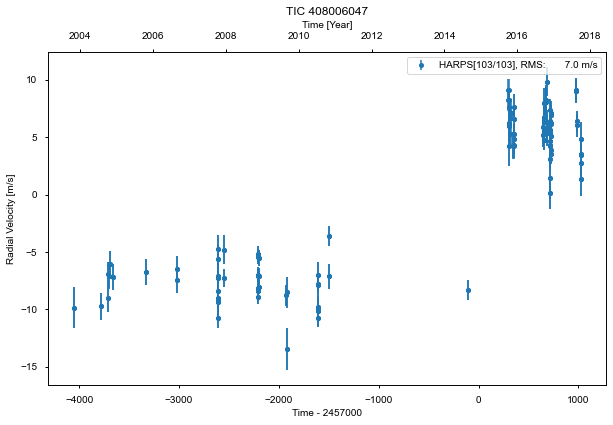 TIC 408006047
Time [Year]
2004 2006 2008 2010 2012 2014 2016 2018
HARPS[103/103], RMS: 7.0 m/s
Radial Velocity [m/s]
10
5
0
−5
−10
−15
−4000 −3000 −2000 −1000 0 1000
Time - 2457000